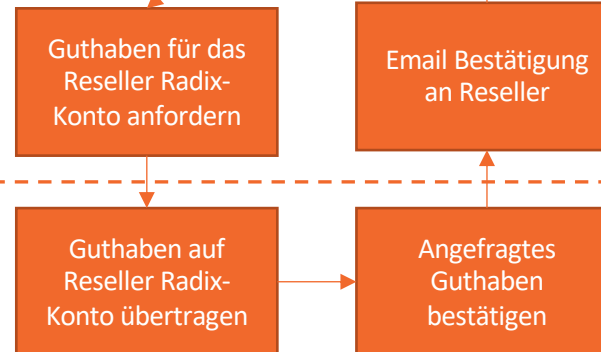 Guthaben für das
Reseller Radix-
Konto anfordern
Email Bestätigung
an Reseller
Guthaben auf
Reseller Radix-
Konto übertragen
Angefragtes
Guthaben
bestätigen